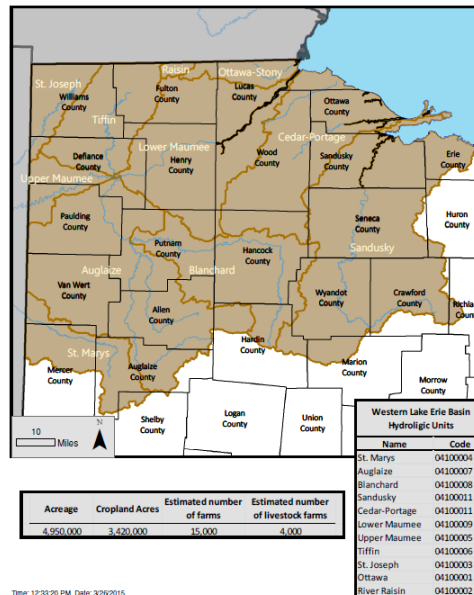 St. Joseph
Raisin
Ottawa-Stony
Williams
County
Fulton
County
Lucas
County
Ottawa
County
Tiffin
Cedar-Portage
Lower Maumee
Defiance
County
Henry
County
Wood
County
Sandusky
County
Erie
County
Upper Maumee
Paulding
County
Seneca
County
Huron
County
Putnam
County
Hancock
County
Sandusky
Auglaize
Blanchard
Van Wert
County
Wyandot
County
Crawford
County
Allen
County
Hardin
County
Marion
County
St. Marys
Mercer
County
Auglaize
County
Morrow
County
Shelby
County
Logan
County
Union
County
10
Miles
N
Western Lake Erie Basin
Hydroligic Units
Name Code
St. Marys 04100004
Auglaize 04100007
Blanchard 04100008
Sandusky 04100011
Cedar-Portage 04100011
Lower Maumee 04100009
Upper Maumee 04100005
Tiffin 04100006
St. Joseph 04100003
Ottawa 04100001
River Raisin 04100002
Acreage Cropland Acres Estimated number of farms Estimated number of livestock farms
4,950,000 3,420,000 15,000 4,000
Time: 12:33:20 PM Date: 3/26/2015